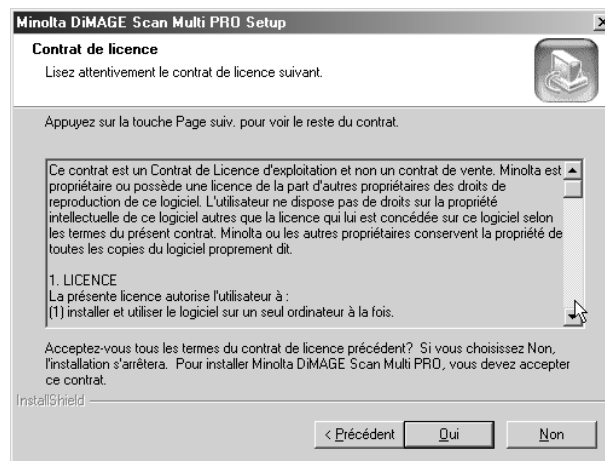 Minolta DiMAGE Scan Multi PRO Setup
Contrat de licence
Lisez attentivement le contrat de licence suivant.
Appuyez sur la touche Page suiv. pour voir le reste du contrat.
Ce contrat est un Contrat de Licence d'exploitation et non un contrat de vente. Minolta est
propriétaire ou possède une licence de la part d'autres propriétaires des droits de
reproduction de ce logiciel. L'utilisateur ne dispose pas de droits sur la propriété
intellectuelle de ce logiciel autres que la licence qui lui est concédée sur ce logiciel selon
les termes du présent contrat. Minolta ou les autres propriétaires conservent la propriété de
toutes les copies du logiciel proprement dit.
1. LICENCE
La présente licence autorise l'utilisateur à :
(1) installer et utiliser le logiciel sur un seul ordinateur à la fois.
Acceptez-vous tous les termes du contrat de licence précédent? Si vous choisissez Non,
l'installation s'arrêtera. Pour installer Minolta DiMAGE Scan Multi PRO, vous devez accepter
ce contrat.
InstallShield
< Précédent Oui Non